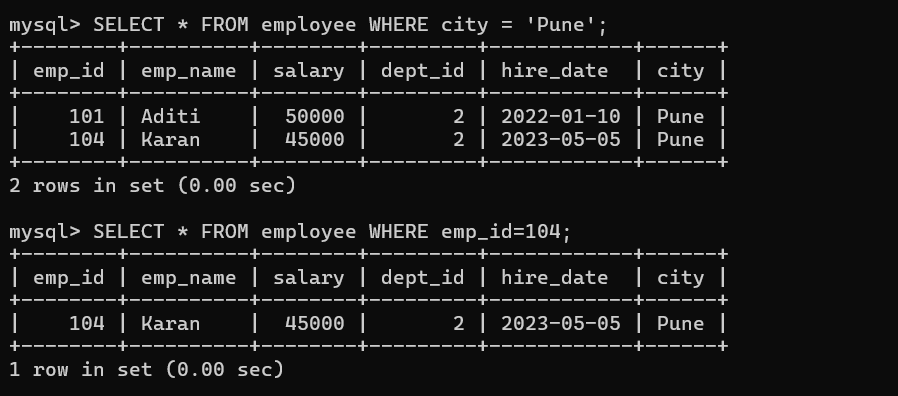 mysql> SELECT * FROM employee WHERE city = 'Pune';
+--------+----------+--------+---------+------------+------+
| emp_id | emp_name | salary | dept_id | hire_date  | city |
+--------+----------+--------+---------+------------+------+
|    101 | Aditi    |  50000 |       2 | 2022-01-10 | Pune |
|    104 | Karan    |  45000 |       2 | 2023-05-05 | Pune |
+--------+----------+--------+---------+------------+------+
2 rows in set (0.00 sec)

mysql> SELECT * FROM employee WHERE emp_id=104;
+--------+----------+--------+---------+------------+------+
| emp_id | emp_name | salary | dept_id | hire_date  | city |
+--------+----------+--------+---------+------------+------+
|    104 | Karan    |  45000 |       2 | 2023-05-05 | Pune |
+--------+----------+--------+---------+------------+------+
1 row in set (0.00 sec)